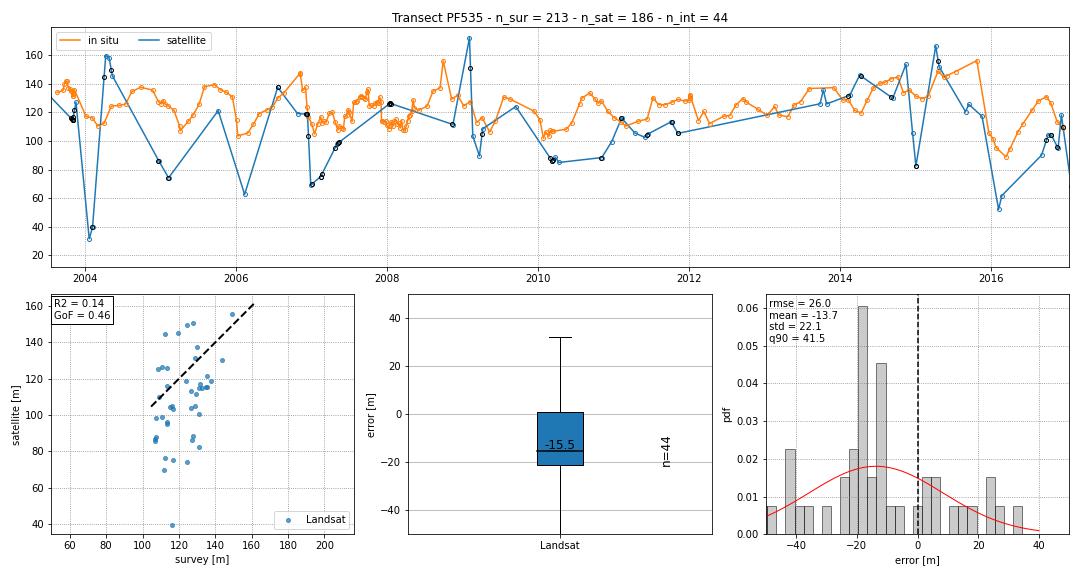 Transect PF535 - n_sur = 213 - n_sat = 186 - n_int = 44
in situ
satellite
160
140
120
100
80
60
40
20
2004
2006
2008
2010
2012
2014
2016
R2 = 0.14
GoF = 0.46
160
140
120
100
80
60
40
satellite [m]
60
80
100
120
140
160
180
200
survey [m]
Landsat
error [m]
40
20
0
−20
−40
-15.5
n=44
Landsat
rmse = 26.0
mean = -13.7
std = 22.1
q90 = 41.5
pdf
0.06
0.05
0.04
0.03
0.02
0.01
0.00
−40
−20
0
20
40
error [m]